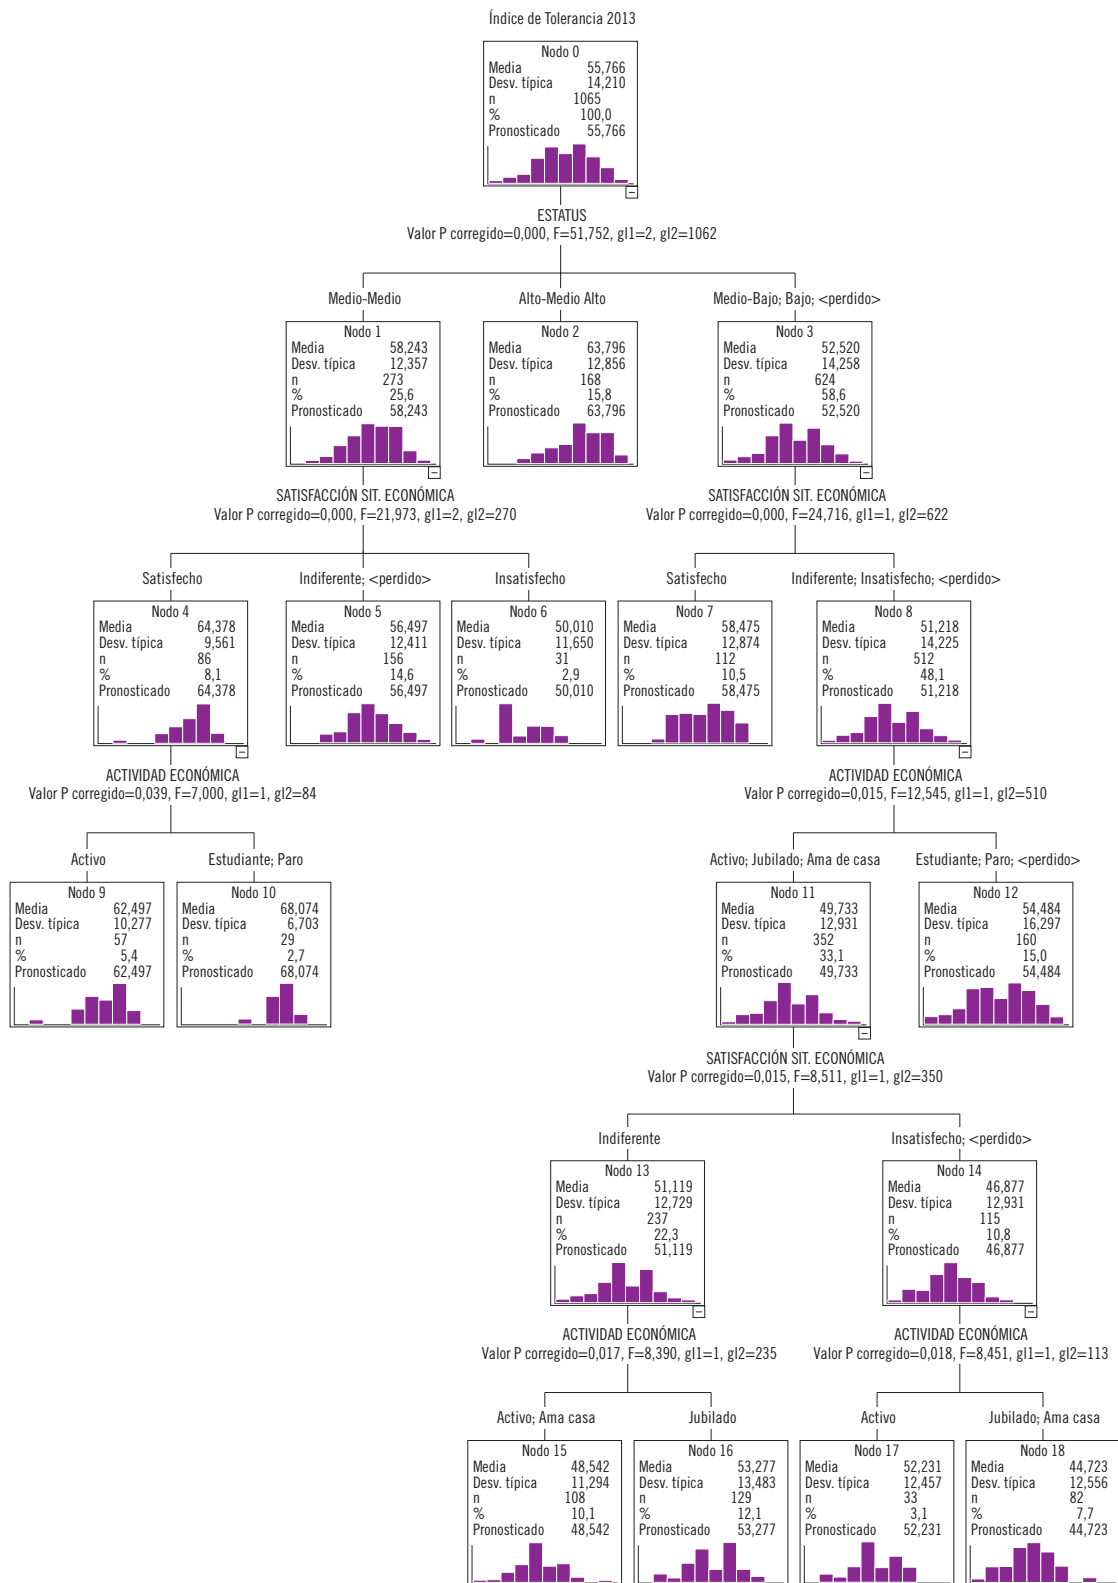 Índice de Tolerancia 2013
Nodo 0
Media 55,766
Desv. típica 14,210
n 1065
% 100,0
Pronosticado 55,766
ESTATUS
Valor P corregido=0,000, F=51,752, gl1=2, gl2=1062
Medio-Medio
Alto-Medio Alto
Medio-Bajo; Bajo; <perdido>
Nodo 1
Media 58,243
Desv. típica 12,357
n 273
% 25,6
Pronosticado 58,243
Nodo 2
Media 63,796
Desv. típica 12,856
n 168
% 15,8
Pronosticado 63,796
Nodo 3
Media 52,520
Desv. típica 14,258
n 624
% 58,6
Pronosticado 52,520
SATISFACCIÓN SIT. ECONÓMICA
Valor P corregido=0,000, F=21,973, gl1=2, gl2=270
SATISFACCIÓN SIT. ECONÓMICA
Valor P corregido=0,000, F=24,716, gl1=1, gl2=622
Satisfecho
Indiferente; <perdido>
Insatisfecho
Satisfecho
Indiferente; Insatisfecho; <perdido>
Nodo 4
Media 64,378
Desv. típica 9,561
n 86
% 8,1
Pronosticado 64,378
Nodo 5
Media 56,497
Desv. típica 12,411
n 156
% 14,6
Pronosticado 56,497
Nodo 6
Media 50,010
Desv. típica 11,650
n 31
% 2,9
Pronosticado 50,010
Nodo 7
Media 58,475
Desv. típica 12,874
n 112
% 10,5
Pronosticado 58,475
Nodo 8
Media 51,218
Desv. típica 14,225
n 512
% 48,1
Pronosticado 51,218
ACTIVIDAD ECONÓMICA
Valor P corregido=0,039, F=7,000, gl1=1, gl2=84
ACTIVIDAD ECONÓMICA
Valor P corregido=0,015, F=12,545, gl1=1, gl2=510
Activo
Estudiante; Paro
Activo; Jubilado; Ama de casa
Estudiante; Paro; <perdido>
Nodo 9
Media 62,497
Desv. típica 10,277
n 57
% 5,4
Pronosticado 62,497
Nodo 10
Media 68,074
Desv. típica 6,703
n 29
% 2,7
Pronosticado 68,074
Nodo 11
Media 49,733
Desv. típica 12,931
n 352
% 33,1
Pronosticado 49,733
Nodo 12
Media 54,484
Desv. típica 16,297
n 160
% 15,0
Pronosticado 54,484
SATISFACCIÓN SIT. ECONÓMICA
Valor P corregido=0,015, F=8,511, gl1=1, gl2=350
Indiferente
Insatisfecho; <perdido>
Nodo 13
Media 51,119
Desv. típica 12,729
n 237
% 22,3
Pronosticado 51,119
Nodo 14
Media 46,877
Desv. típica 12,931
n 115
% 10,8
Pronosticado 46,877
ACTIVIDAD ECONÓMICA
Valor P corregido=0,017, F=8,390, gl1=1, gl2=235
ACTIVIDAD ECONÓMICA
Valor P corregido=0,018, F=8,451, gl1=1, gl2=113
Activo; Ama casa
Jubilado
Activo
Jubilado; Ama casa
Nodo 15
Media 48,542
Desv. típica 11,294
n 108
% 10,1
Pronosticado 48,542
Nodo 16
Media 53,277
Desv. típica 13,483
n 129
% 12,1
Pronosticado 53,277
Nodo 17
Media 52,231
Desv. típica 12,457
n 33
% 3,1
Pronosticado 52,231
Nodo 18
Media 44,723
Desv. típica 12,556
n 82
% 7,7
Pronosticado 44,723